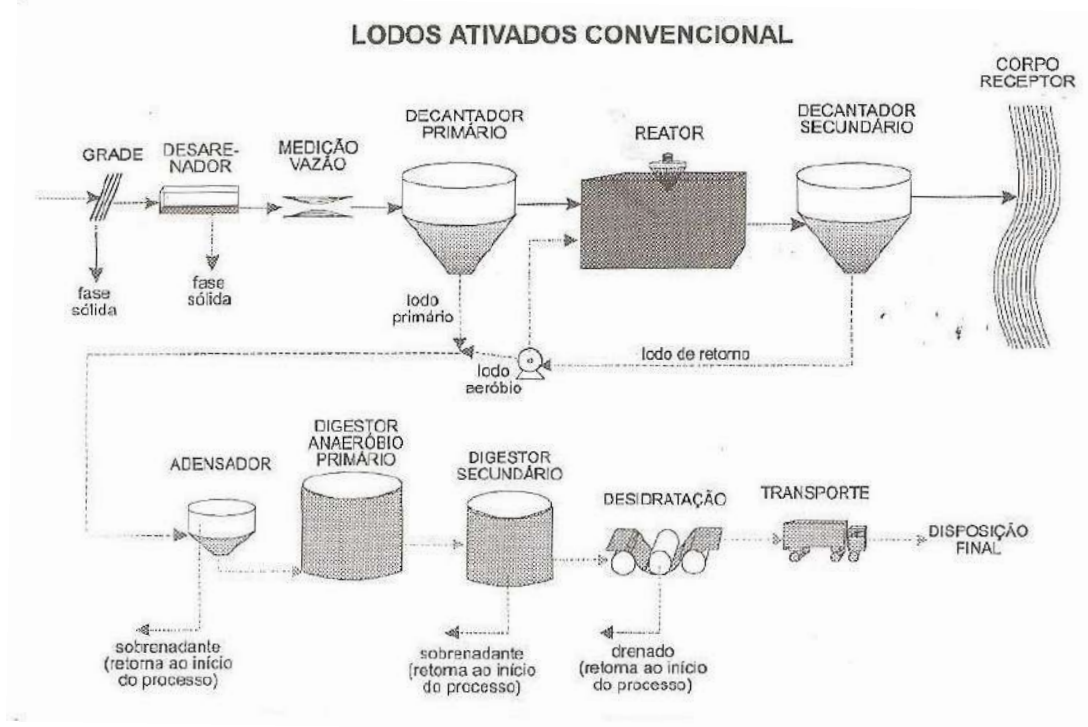 LODOS ATIVADOS CONVENCIONAL
CORPO
RECEPTOR
DECANTADOR
PRIMÁRIO
REATOR
DECANTADOR
SECUNDÁRIO
GRADE
DESARE-
NADOR
MEDIÇÃO
VAZÃO
fase
sólida
fase
sólida
lodo
primário
lodo
aeróbio
lodo de retorno
ADENSADOR
DIGESTOR
ANAERÓBIO
PRIMÁRIO
DIGESTOR
SECUNDÁRIO
DESIDRATAÇÃO
TRANSPORTE
DISPOSIÇÃO
FINAL
sobrenadante
(retorna ao início
do processo)
sobrenadante
(retorna ao início
do processo)
drenado
(retorna ao início
do processo)